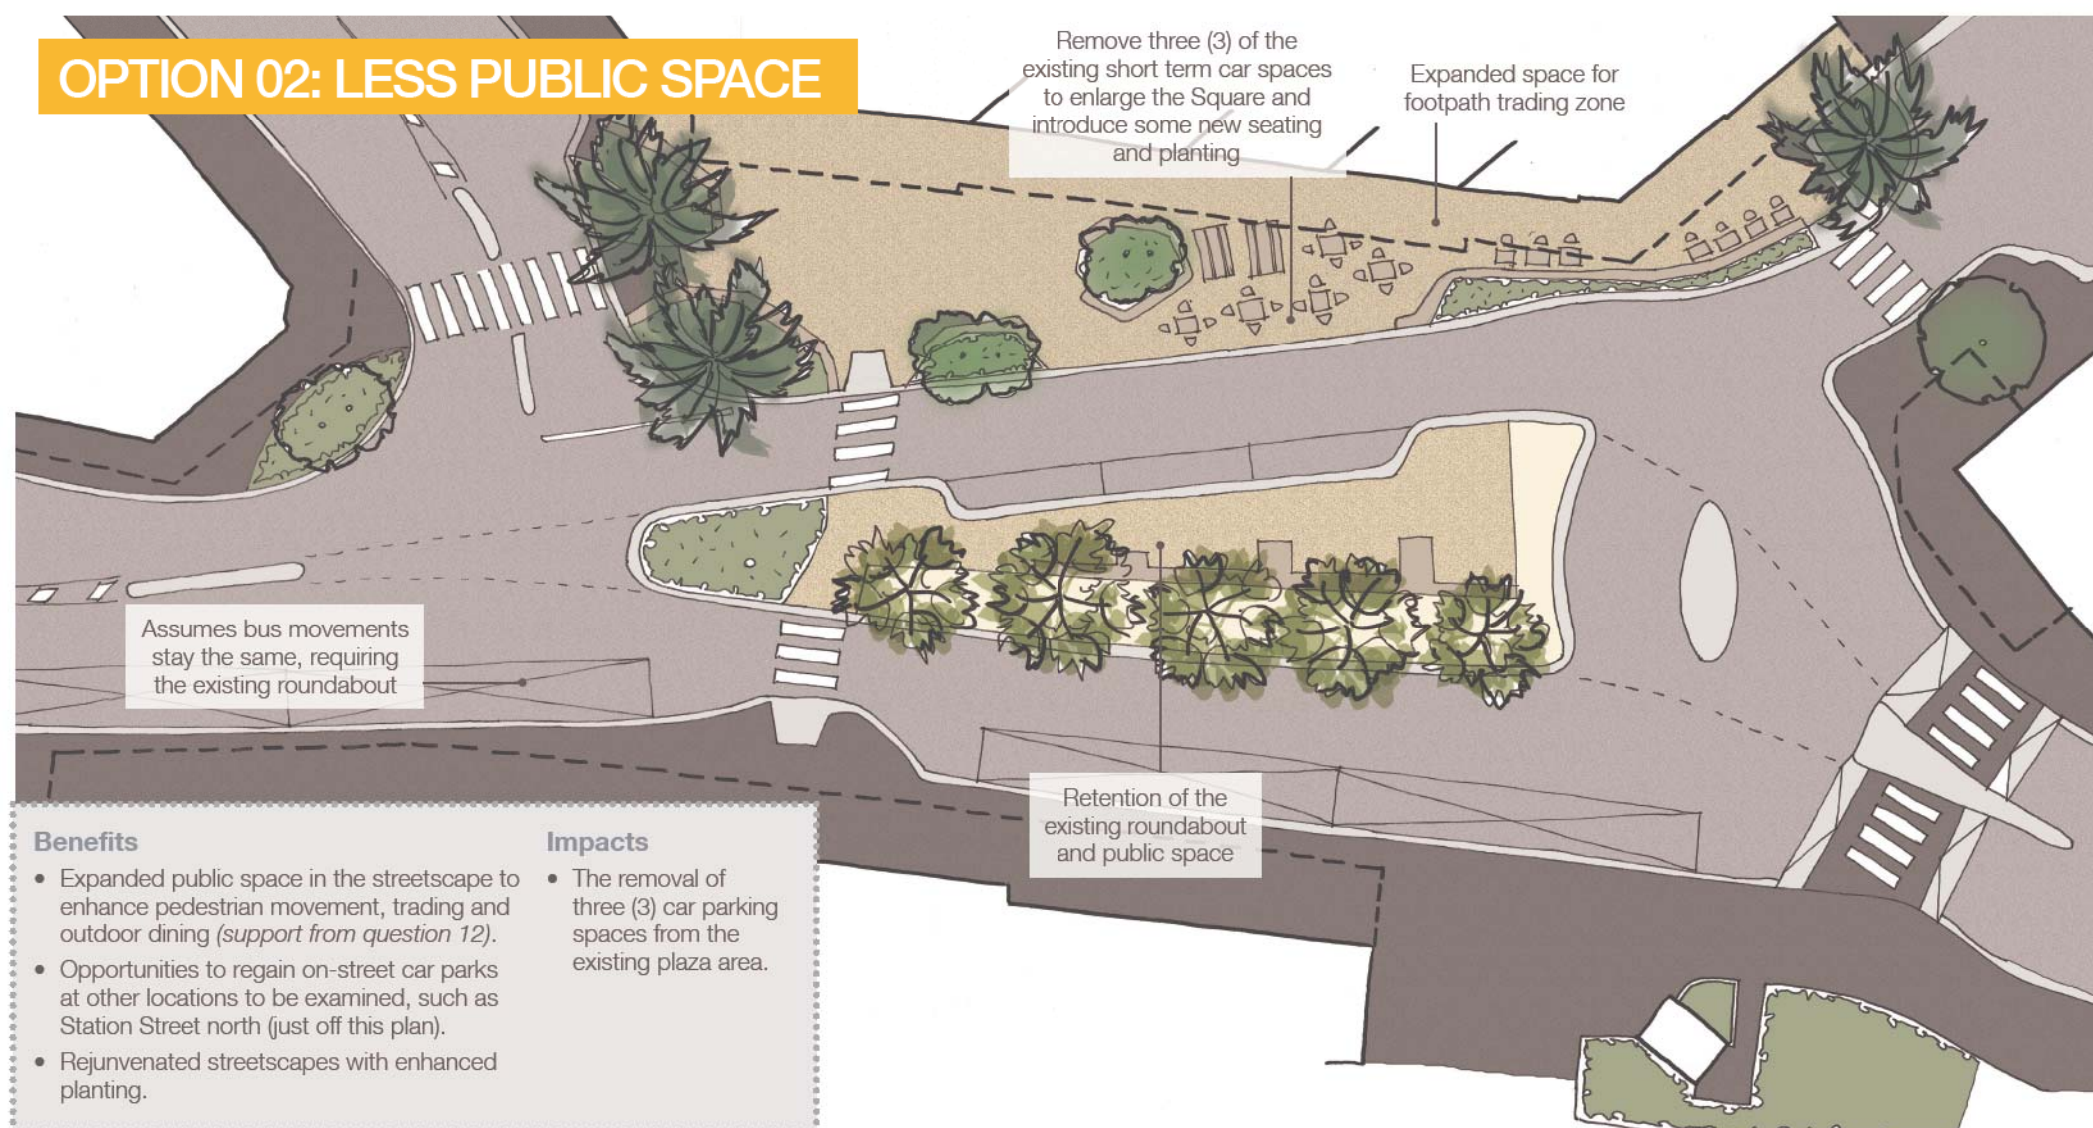 OPTION 02: LESS PUBLIC SPACE
Remove three (3) of the
existing short term car spaces
to enlarge the Square and
introduce some new seating
and planting
Expanded space for
footpath trading zone
Assumes bus movements
stay the same, requiring
the existing roundabout
Retention of the
existing roundabout
and public space
Benefits
• Expanded public space in the streetscape to
enhance pedestrian movement, trading and
outdoor dining (support from question 12).
• Opportunities to regain on-street car parks
at other locations to be examined, such as
Station Street north (just off this plan).
• Rejunvenated streetscapes with enhanced
planting.
Impacts
• The removal of
three (3) car parking
spaces from the
existing plaza area.